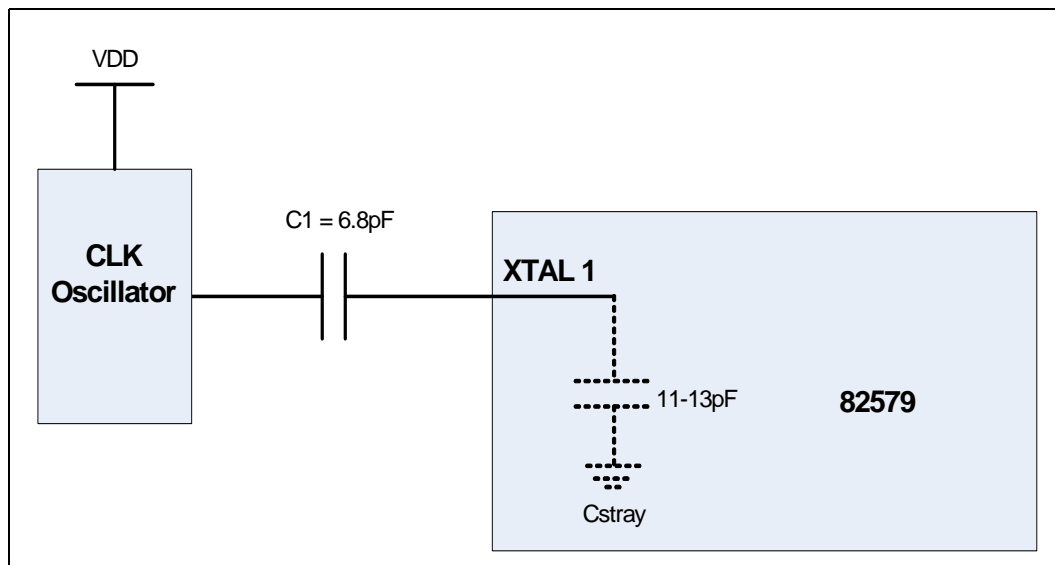 VDD
C1 = 6.8pF
CLK
Oscillator
XTAL 1
11-13pF
82579
Cstray